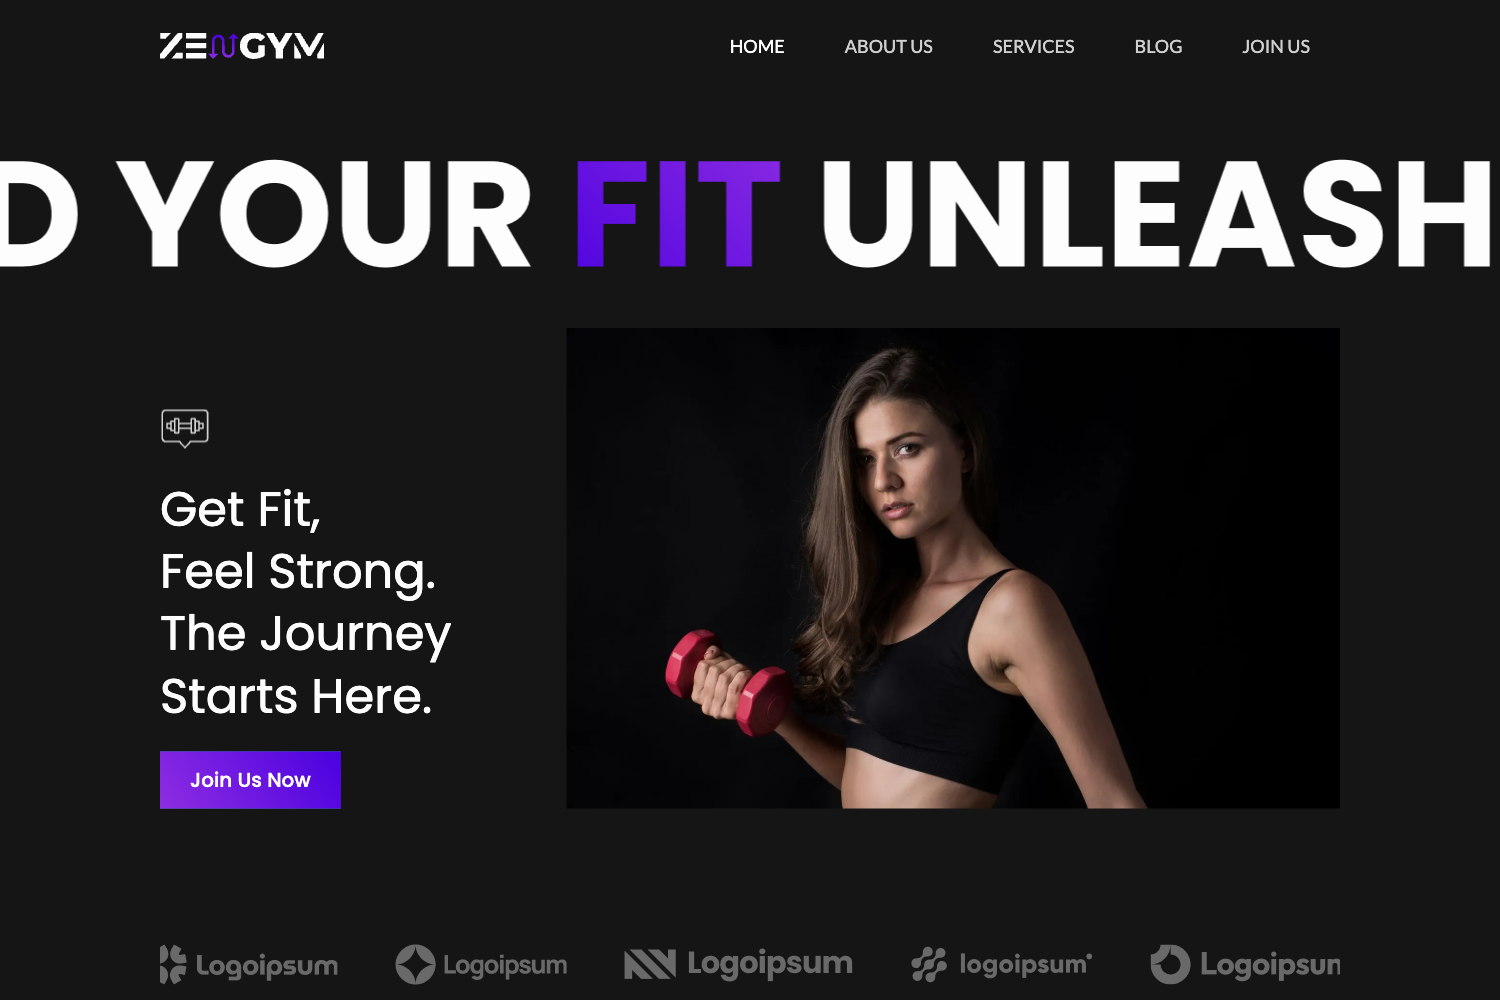 ZENGYM
HOME ABOUT US SERVICES BLOG JOIN US
D YOUR FIT UNLEASH
Get Fit,
Feel Strong.
The Journey
Starts Here.
Join Us Now
Logoipsum Logoipsum Logoipsum logoipsum Logoipsun